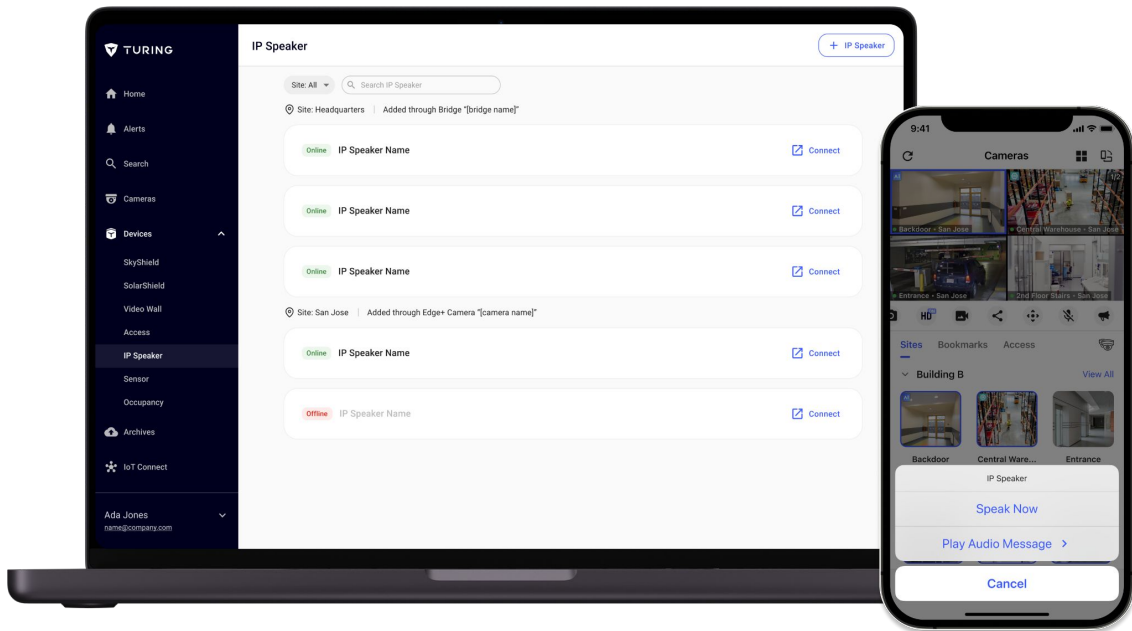 TURING
IP Speaker
+ IP Speaker
Home
Alerts
Search
Cameras
Devices
SkyShield
SolarShield
Video Wall
Access
IP Speaker
Sensor
Occupancy
Archives
IoT Connect
Ada Jones
name@company.com
Site: All
Search IP Speaker
Site: Headquarters | Added through Bridge "[bridge name]"
Online IP Speaker Name Connect
Online IP Speaker Name Connect
Online IP Speaker Name Connect
Site: San Jose | Added through Edge+ Camera "[camera name]"
Online IP Speaker Name Connect
Offline IP Speaker Name Connect
9:41
Cameras
AI
1/2
Backdoor - San Jose
Central Warehouse - San Jose
Entrance - San Jose
2nd Floor Stairs - San Jose
HD
Sites Bookmarks Access
Building B View All
Backdoor Central Ware... Entrance
IP Speaker
Speak Now
Play Audio Message
Cancel